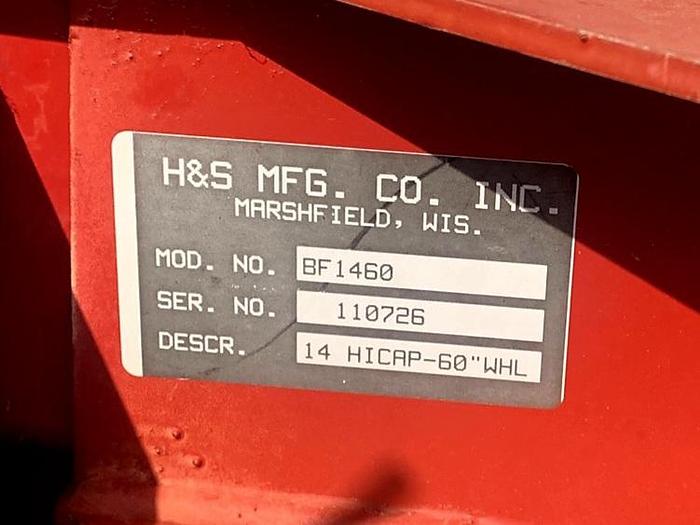 H&S MFG. CO. INC.
MARSHFIELD, WIS.
MOD. NO. BF1460
SER. NO. 110726
DESCR. 14 HICAP-60"WHL